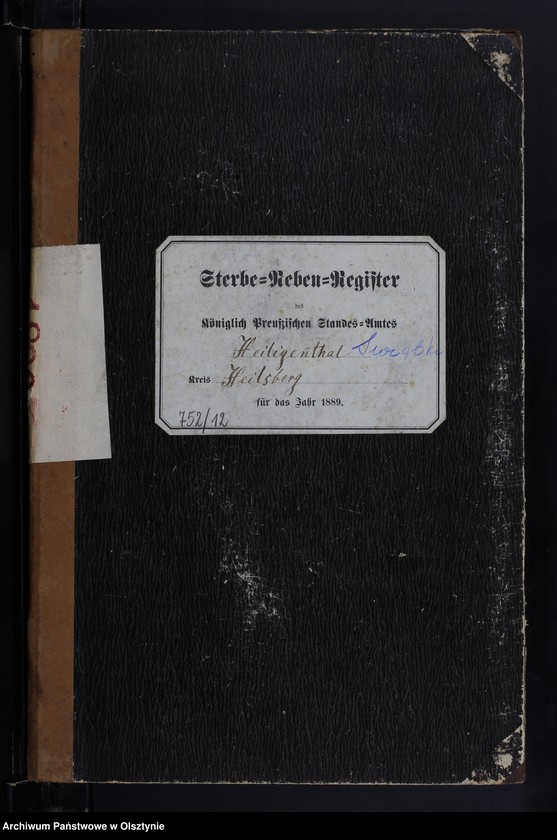 Sterbe=Neben=Register
des
Königlich Preußischen Standes=Amtes
Heiligenthal
Kreis Heilsberg
für das Jahr 1889.
752/12
Archiwum Państwowe w Olsztynie